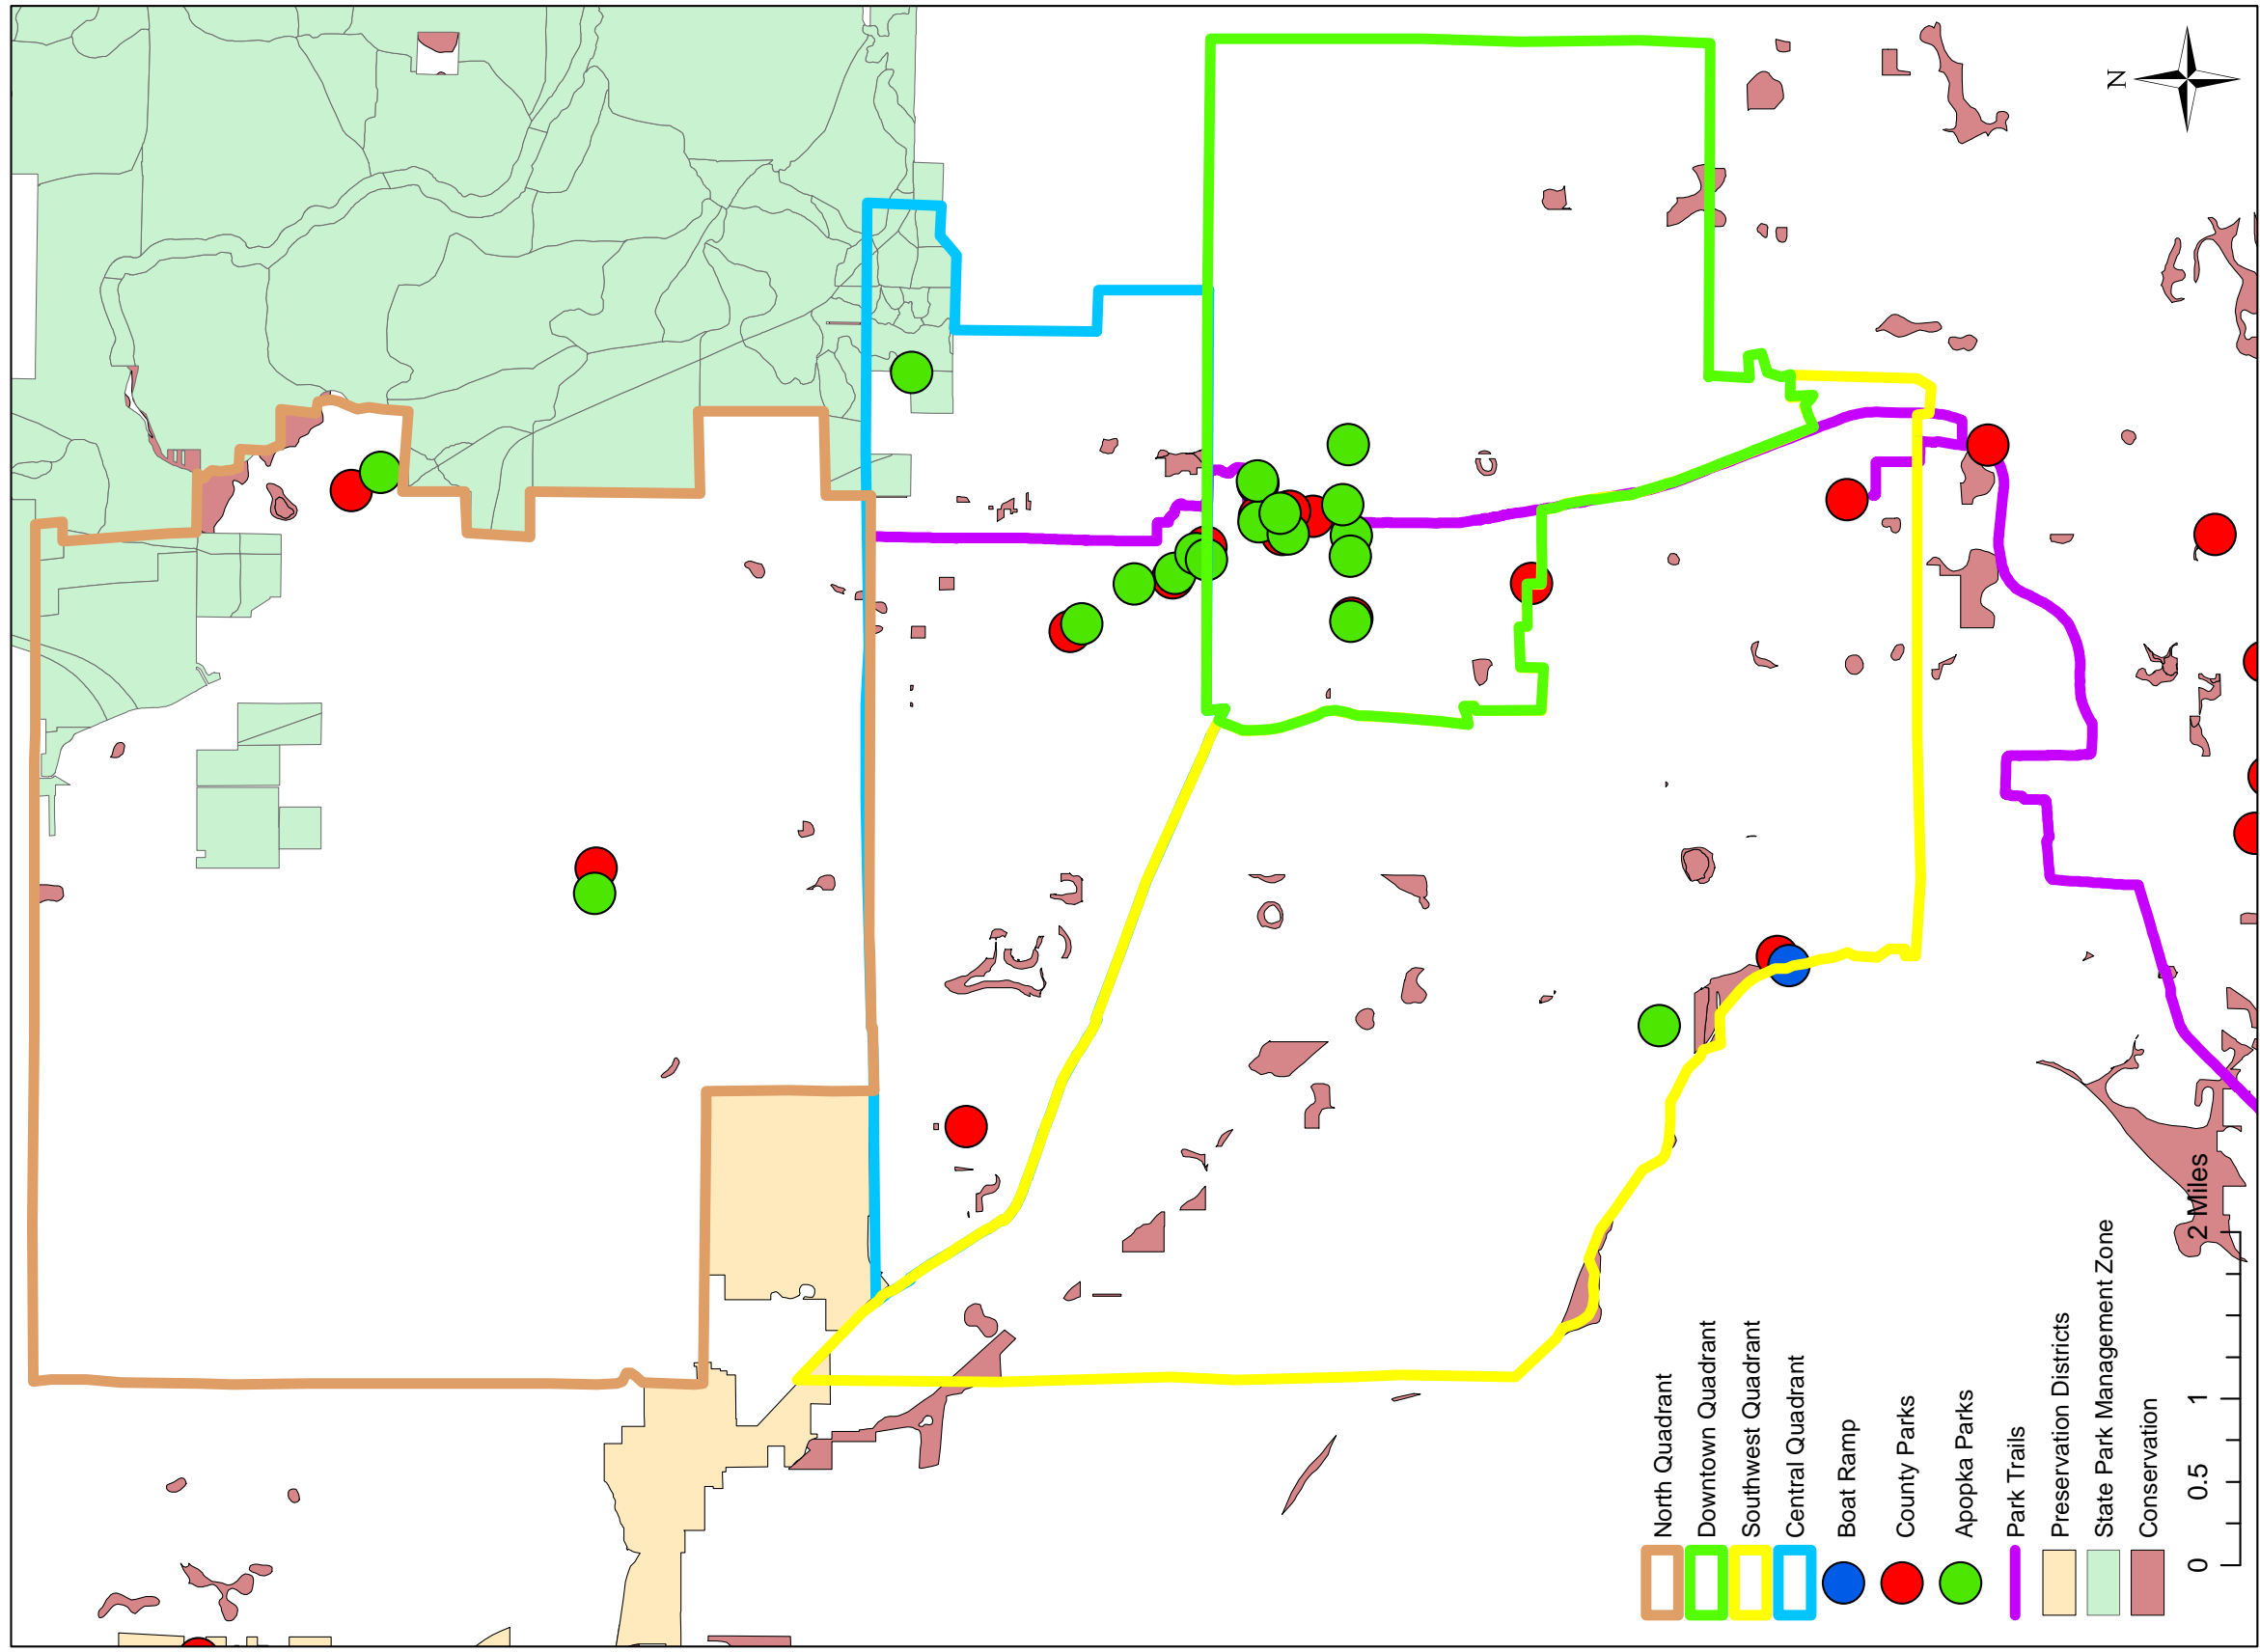 N
North Quadrant
Downtown Quadrant
Southwest Quadrant
Central Quadrant
Boat Ramp
County Parks
Apopka Parks
Park Trails
Preservation Districts
State Park Management Zone
Conservation
0 0.5 1 2 Miles